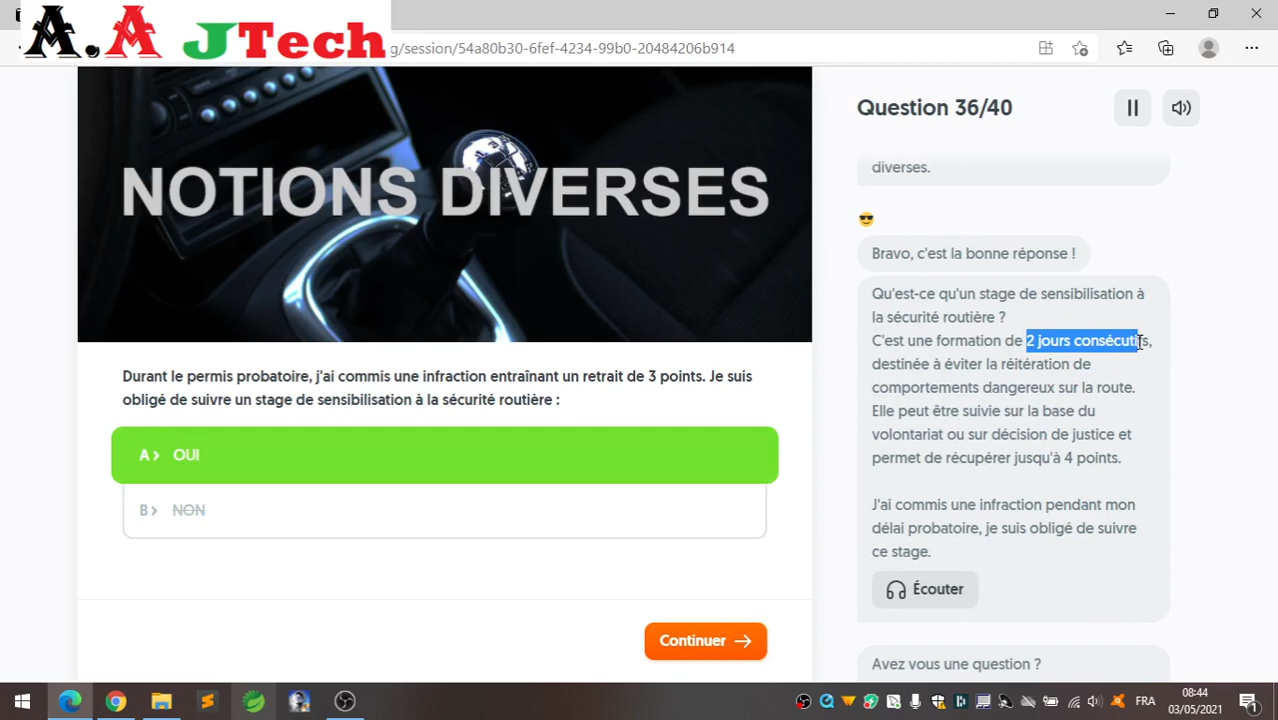 A.A JTech
g/session/54a80b30-6fef-4234-99b0-20484206b914
NOTIONS DIVERSES
Durant le permis probatoire, j'ai commis une infraction entraînant un retrait de 3 points. Je suis
obligé de suivre un stage de sensibilisation à la sécurité routière :
A > OUI
B > NON
Continuer →
Question 36/40
diverses.
Bravo, c'est la bonne réponse !
Qu'est-ce qu'un stage de sensibilisation à
la sécurité routière ?
C'est une formation de 2 jours consécutifs,
destinée à éviter la réitération de
comportements dangereux sur la route.
Elle peut être suivie sur la base du
volontariat ou sur décision de justice et
permet de récupérer jusqu'à 4 points.
J'ai commis une infraction pendant mon
délai probatoire, je suis obligé de suivre
ce stage.
Écouter
Avez vous une question ?
FRA
08:44
03/05/2021
1